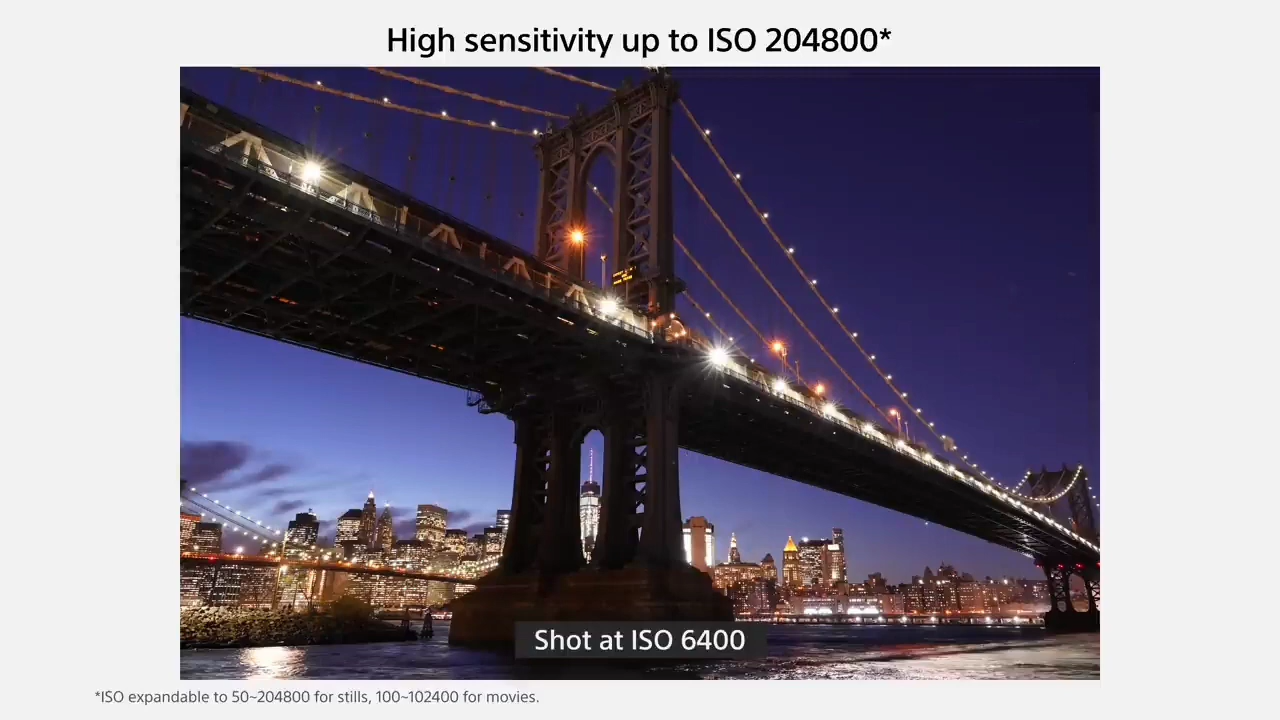 High sensitivity up to ISO 204800*
Shot at ISO 6400
*ISO expandable to 50~204800 for stills, 100~102400 for movies.